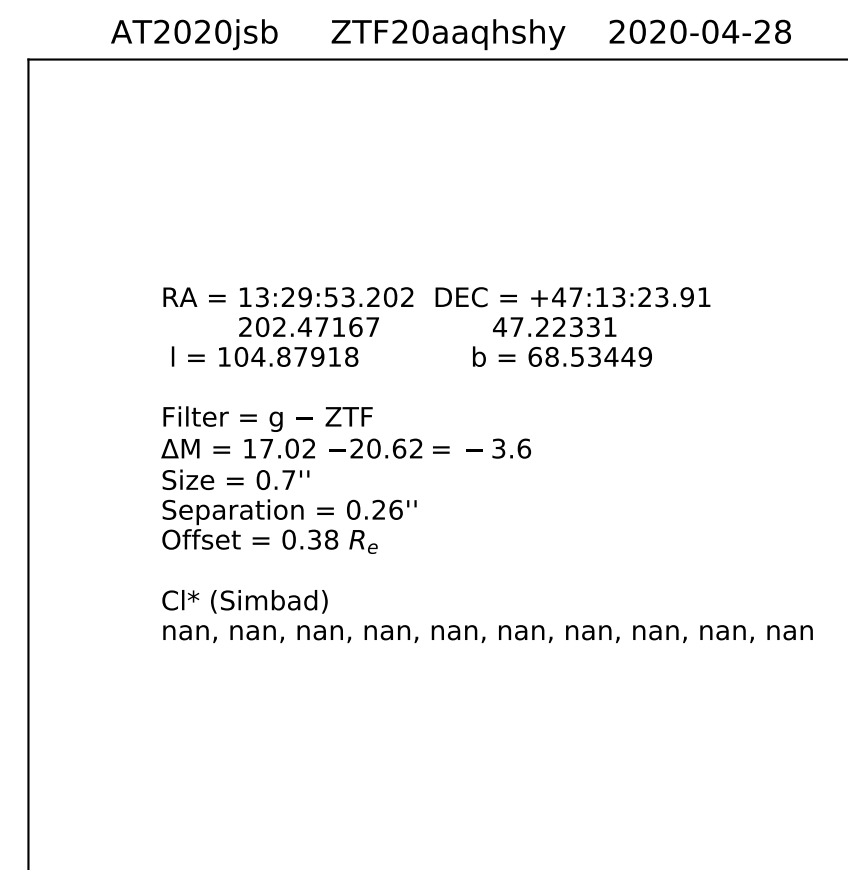 AT2020jsb ZTF20aaqhshy 2020-04-28
RA = 13:29:53.202 DEC = +47:13:23.91
202.47167 47.22331
l = 104.87918 b = 68.53449
Filter = g − ZTF
ΔM = 17.02 −20.62 = −3.6
Size = 0.7''
Separation = 0.26''
Offset = 0.38 Re
Cl* (Simbad)
nan, nan, nan, nan, nan, nan, nan, nan, nan, nan